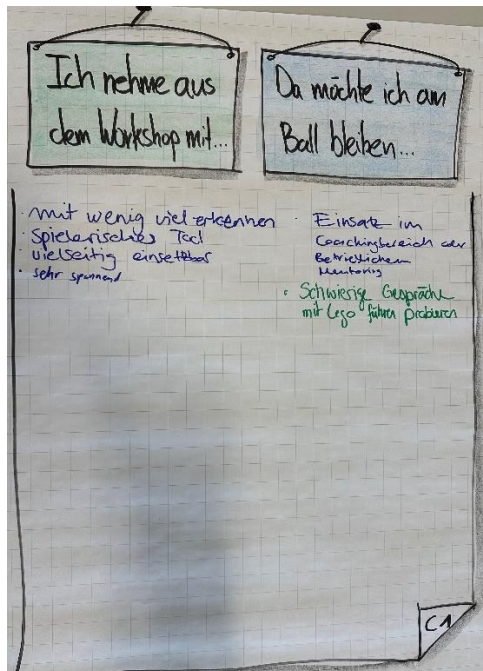 Ich nehme aus
dem Workshop mit...
Da möchte ich am
Ball bleiben...
· mit wenig viel erkennen
· Spielerisches Tool
· vielseitig einsetzbar
· sehr spannend
· Einsatz im
Coachingbereich oder
Betrieblichem
Mentoring
· Schwierige Gespräche
mit Lego führen probieren
C1